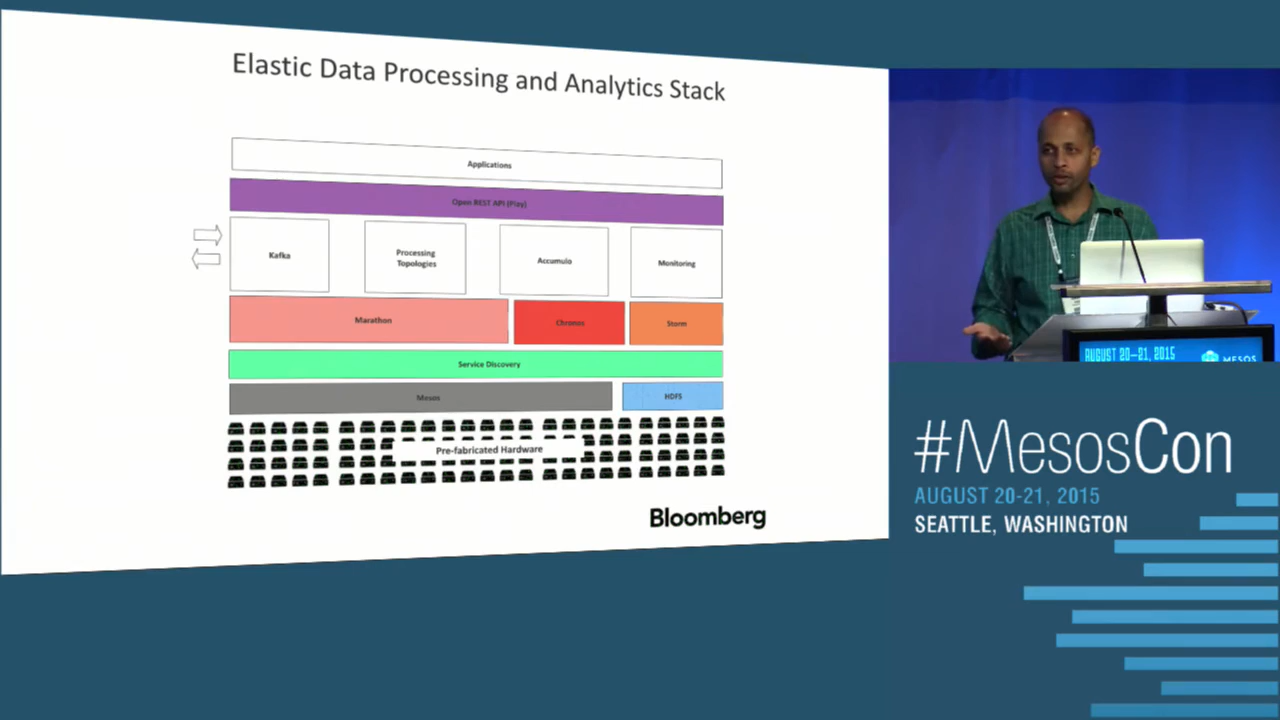 Elastic Data Processing and Analytics Stack
Applications
Open REST API (Play)
Kafka
Processing
Topologies
Accumulo
Monitoring
Marathon
Chronos
Storm
Service Discovery
Mesos
HDFS
Pre-fabricated Hardware
Bloomberg
AUGUST 20-21, 2015
MESOS
#MesosCon
AUGUST 20-21, 2015
SEATTLE, WASHINGTON